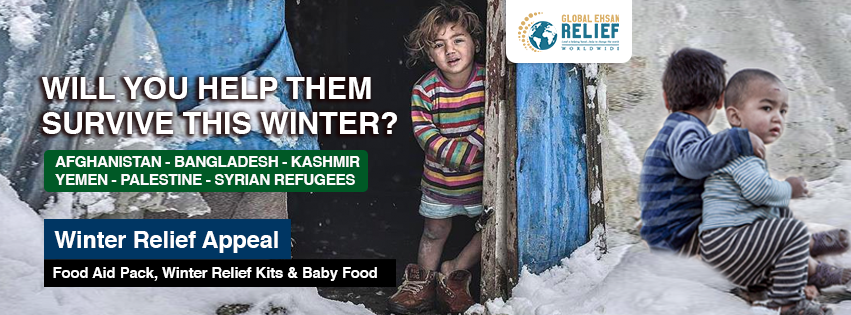 WILL YOU HELP THEM
SURVIVE THIS WINTER?
AFGHANISTAN - BANGLADESH - KASHMIR
YEMEN - PALESTINE - SYRIAN REFUGEES
Winter Relief Appeal
Food Aid Pack, Winter Relief Kits & Baby Food
GLOBAL EHSAN
RELIEF
WORLDWIDE